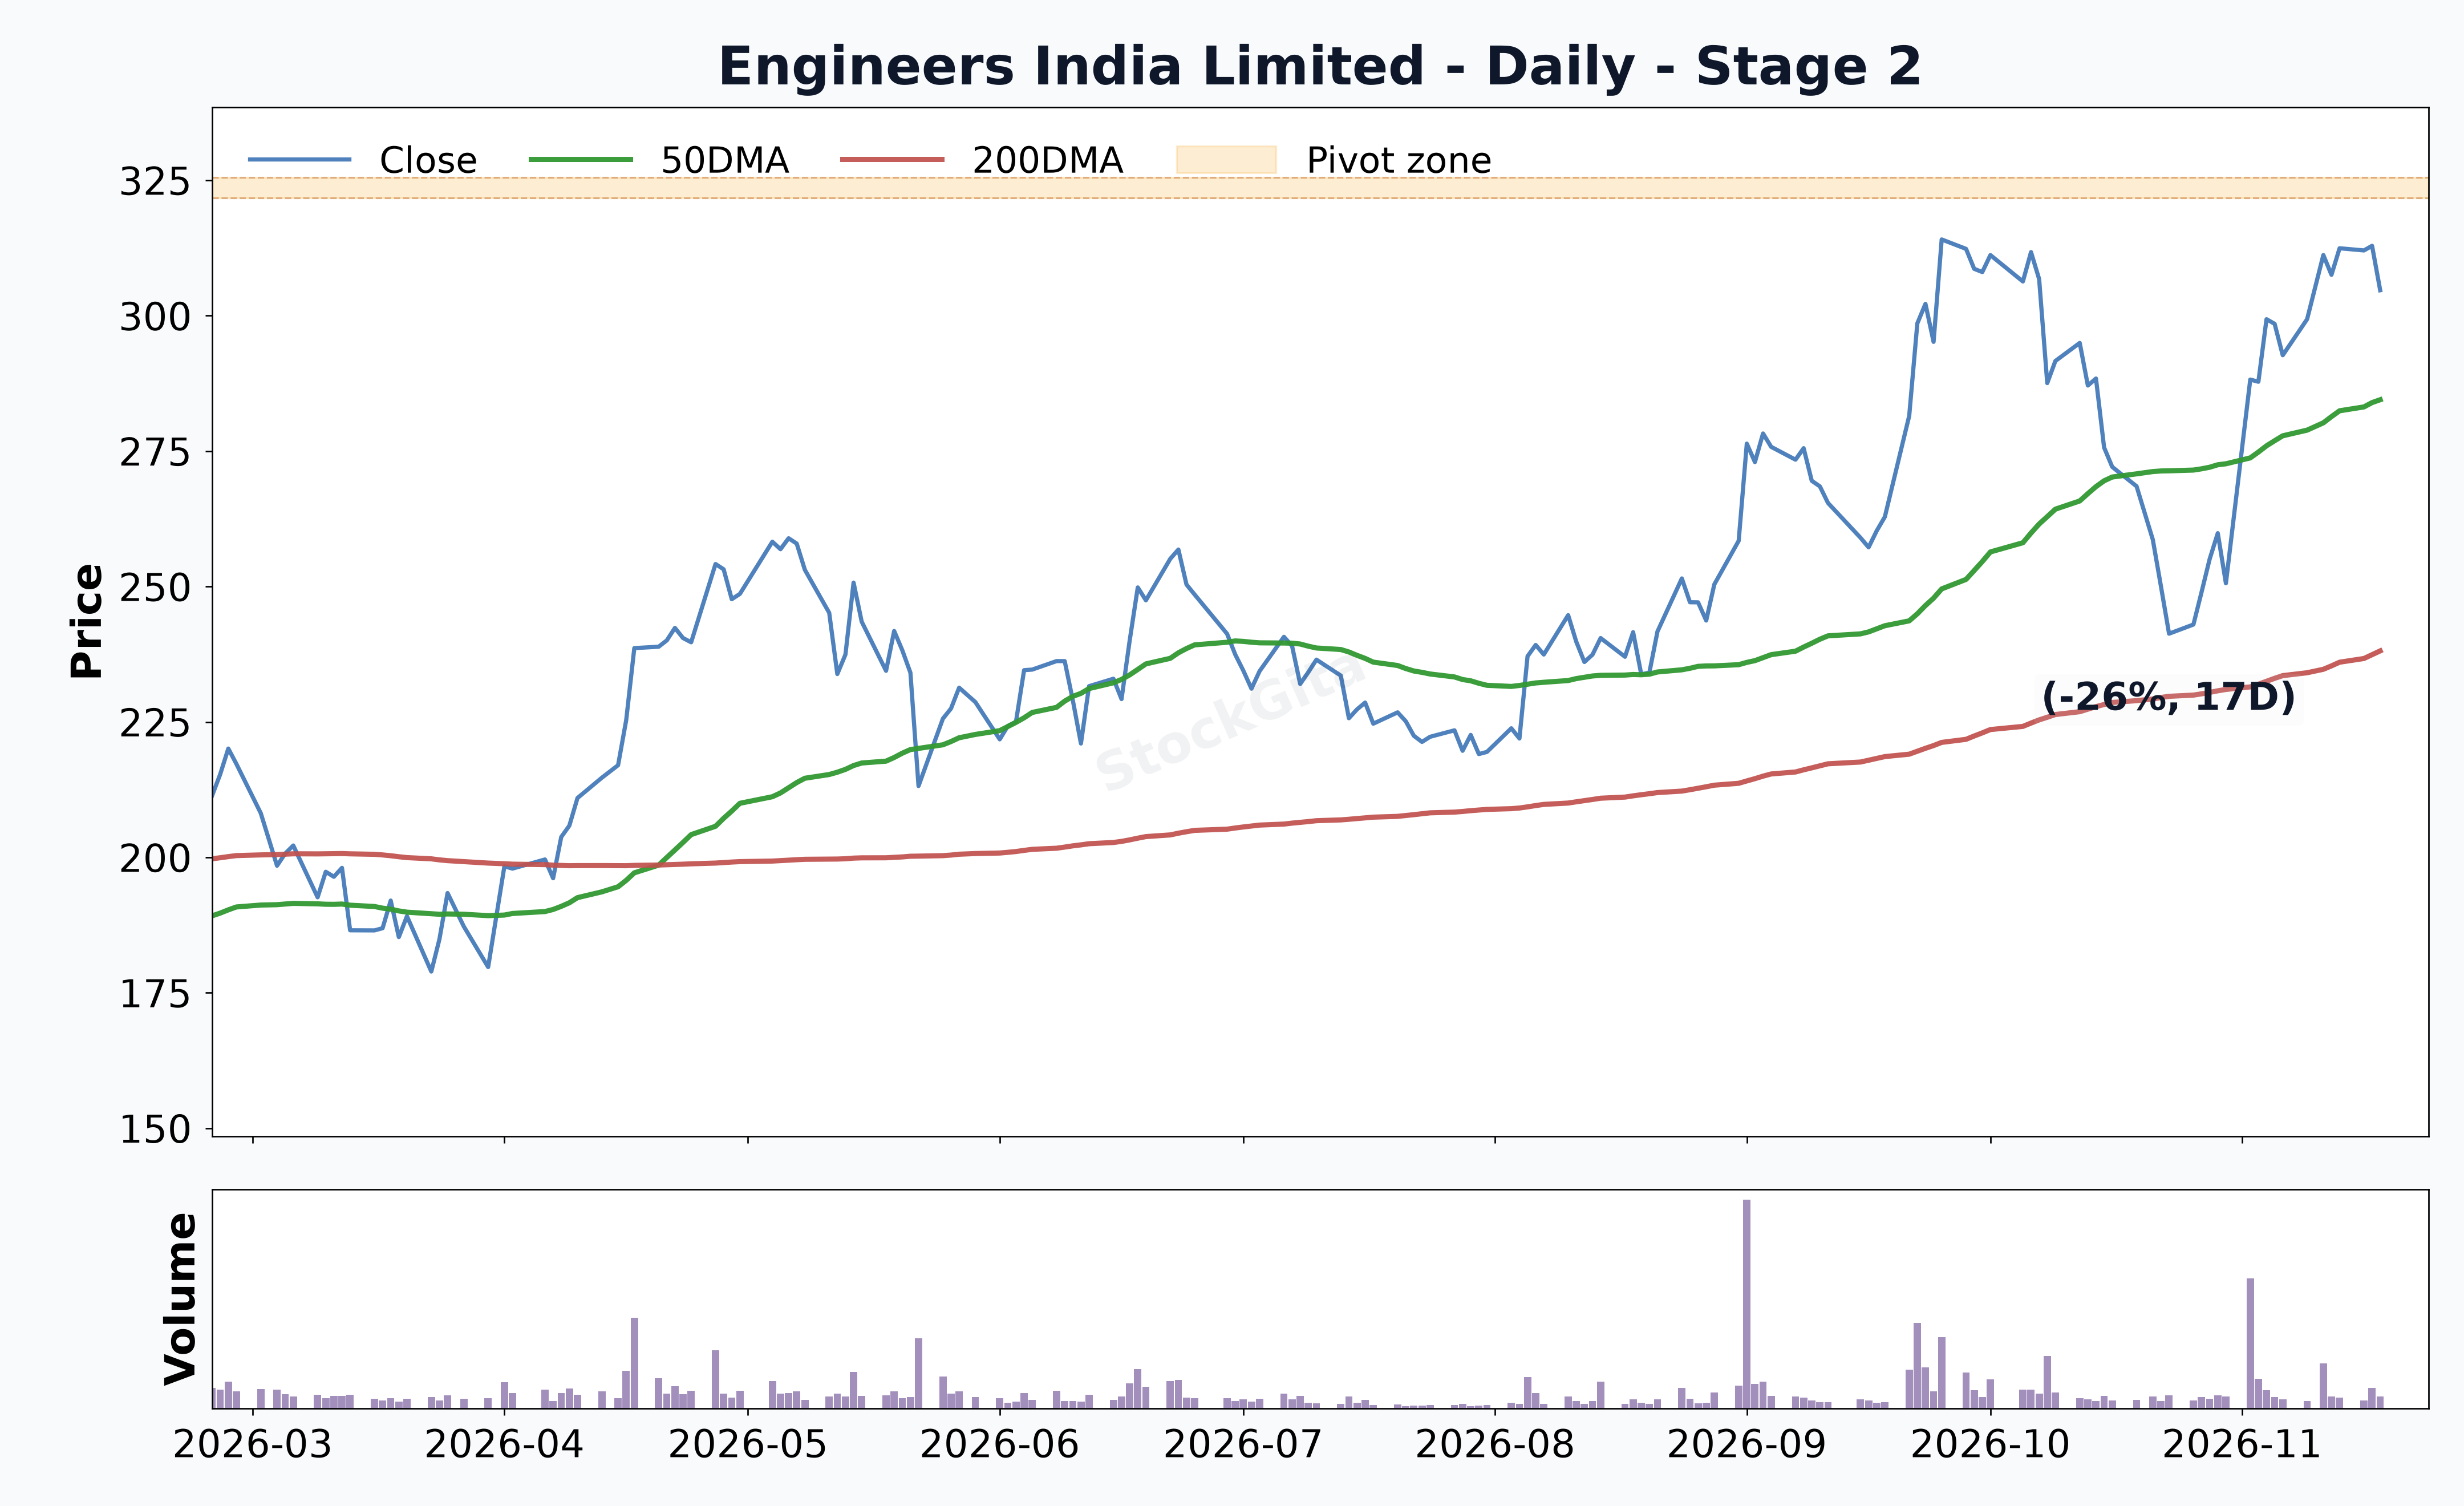 Engineers India Limited - Daily - Stage 2
Close 50DMA 200DMA Pivot zone
325
300
275
250
225
200
175
150
Price
(-26%, 17D)
StockGita
Volume
2026-03 2026-04 2026-05 2026-06 2026-07 2026-08 2026-09 2026-10 2026-11